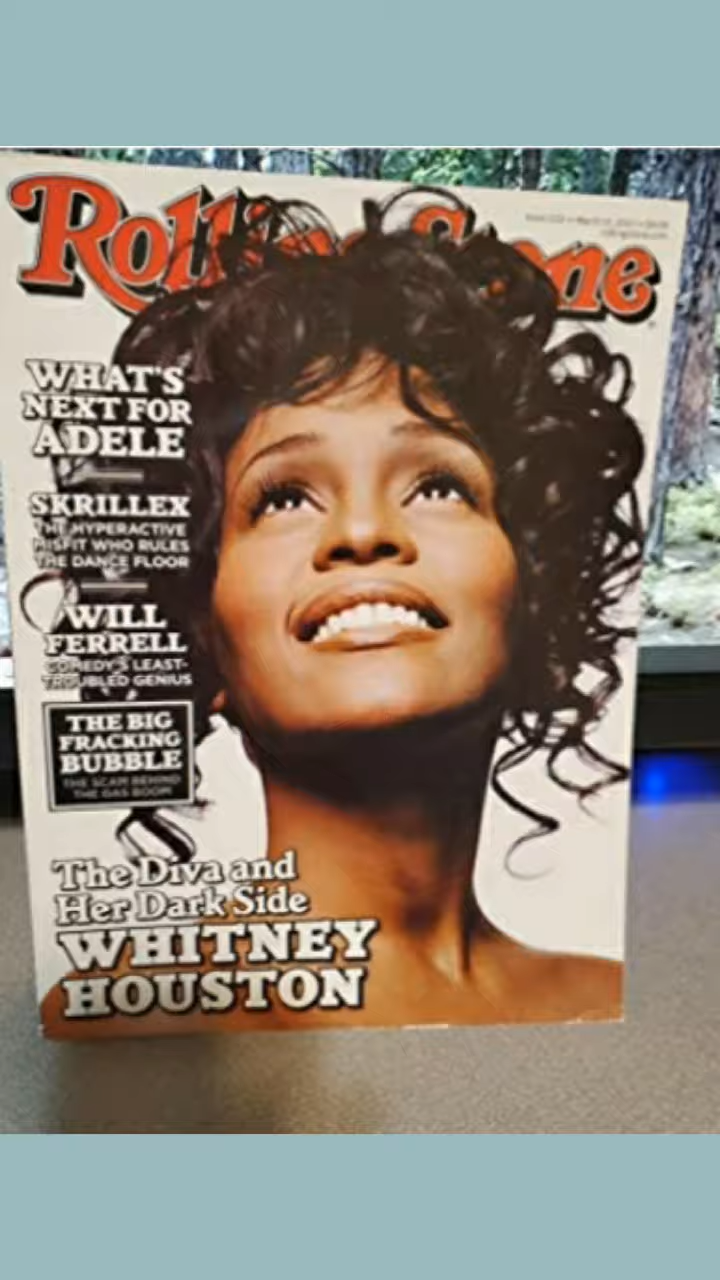 Rolling Stone
WHAT'S
NEXT FOR
ADELE
SKRILLEX
THE HYPERACTIVE
MISFIT WHO RULES
THE DANCE FLOOR
WILL
FERRELL
COMEDY'S LEAST-
TROUBLED GENIUS
THE BIG
FRACKING
BUBBLE
THE SCAM BEHIND
THE GAS BOOM
The Diva and
Her Dark Side
WHITNEY
HOUSTON